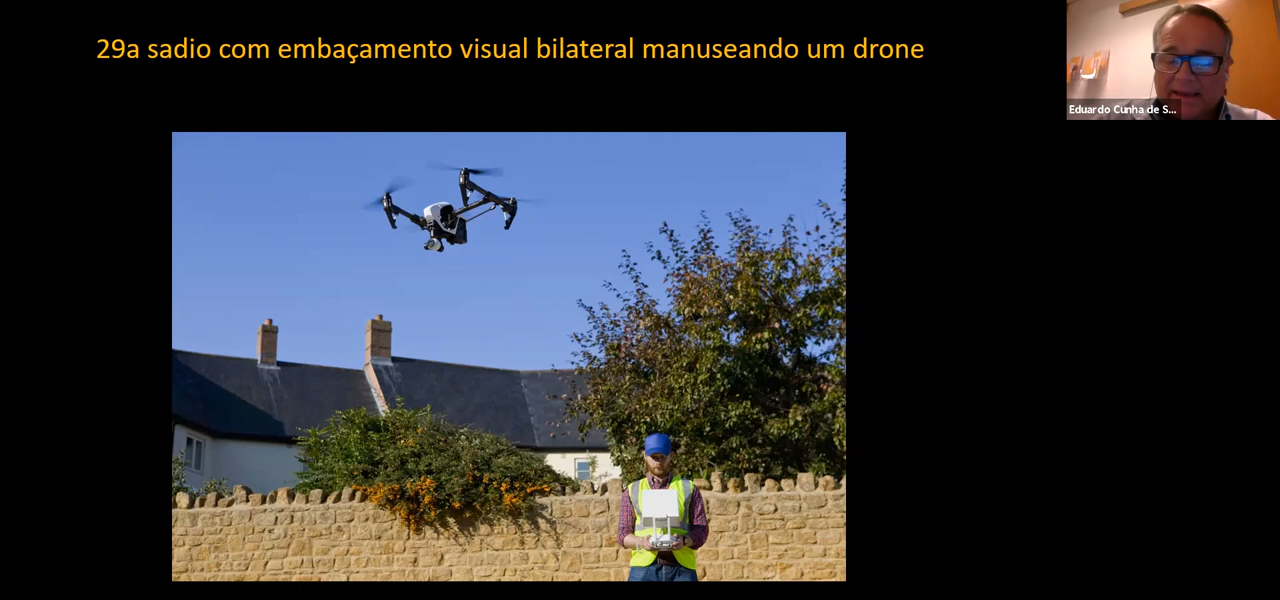 29a sadio com embaçamento visual bilateral manuseando um drone
Eduardo Cunha de S...